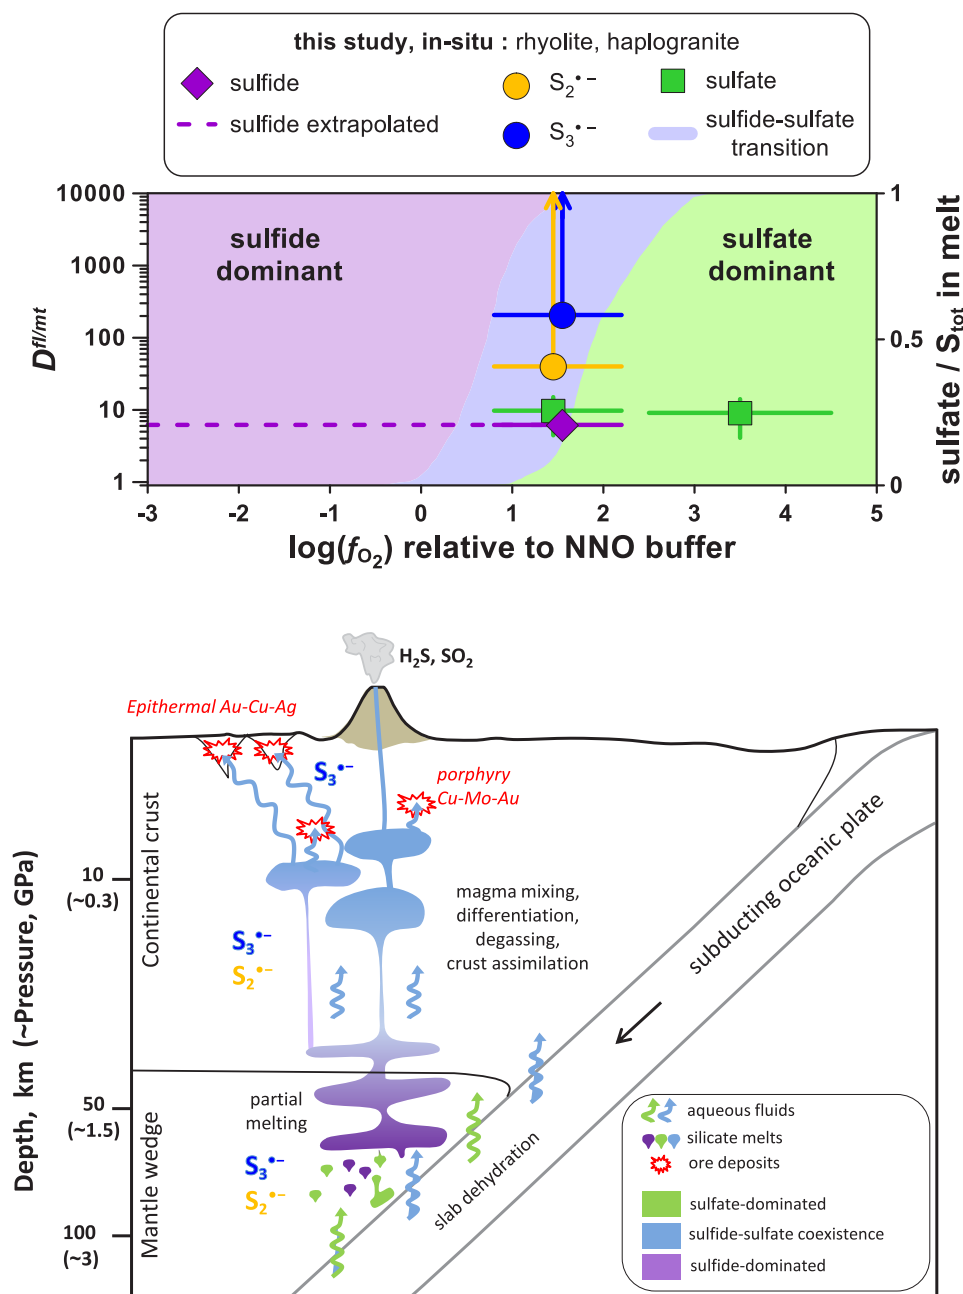 this study, in-situ : rhyolite, haplogranite
sulfide
S₂•−
sulfate
sulfide extrapolated
S₃•−
sulfide-sulfate
transition
10000
1000
100
10
1
D^fl/mt
sulfide
dominant
sulfate
dominant
1
0.5
0
sulfate / S_tot in melt
-3 -2 -1 0 1 2 3 4 5
log(f_O₂) relative to NNO buffer
H₂S, SO₂
Epithermal Au-Cu-Ag
S₃•−
porphyry
Cu-Mo-Au
Depth, km (~Pressure, GPa)
10
(~0.3)
50
(~1.5)
100
(~3)
Continental crust
Mantle wedge
magma mixing,
differentiation,
degassing,
crust assimilation
S₃•−
S₂•−
subducting oceanic plate
partial
melting
S₃•−
S₂•−
slab dehydration
aqueous fluids
silicate melts
ore deposits
sulfate-dominated
sulfide-sulfate coexistence
sulfide-dominated